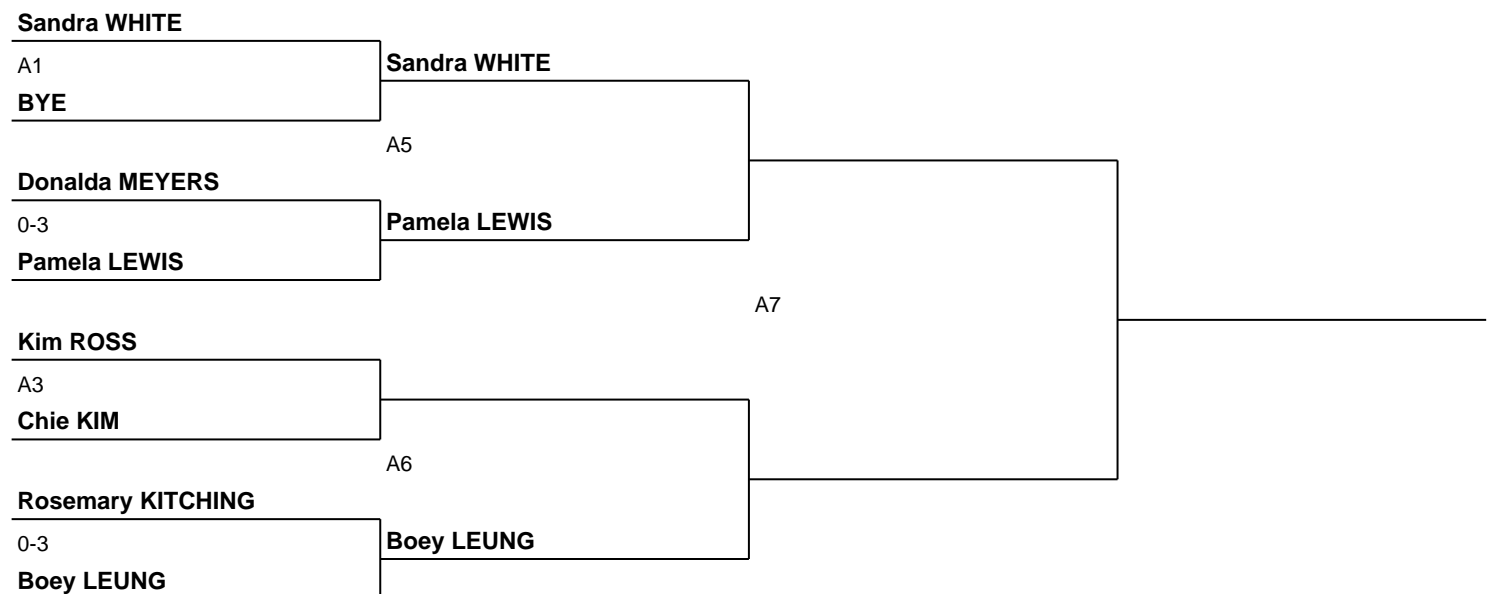 Sandra WHITE
A1
BYE
Sandra WHITE
A5
Donalda MEYERS
0-3
Pamela LEWIS
Pamela LEWIS
A7
Kim ROSS
A3
Chie KIM
A6
Rosemary KITCHING
0-3
Boey LEUNG
Boey LEUNG